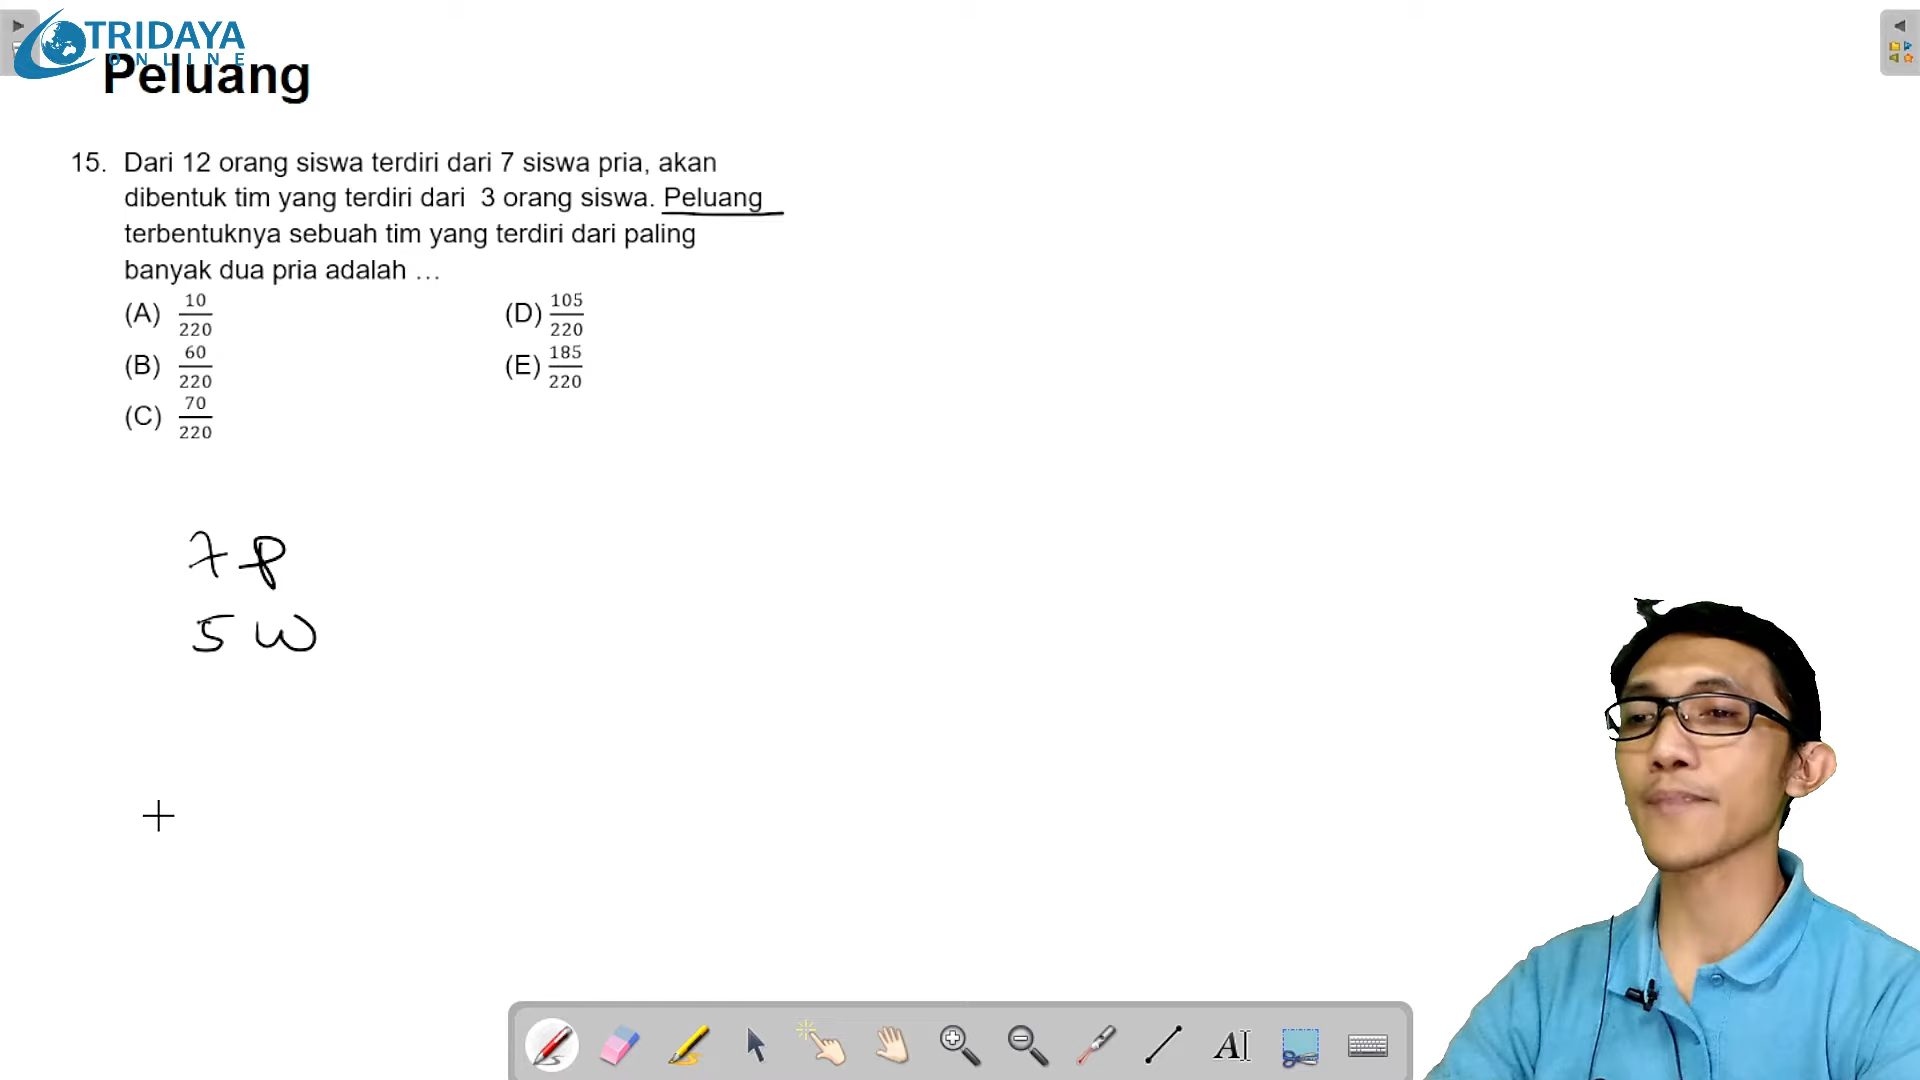 TRIDAYA
ONLINE
Peluang
15. Dari 12 orang siswa terdiri dari 7 siswa pria, akan
dibentuk tim yang terdiri dari 3 orang siswa. Peluang
terbentuknya sebuah tim yang terdiri dari paling
banyak dua pria adalah …
(A) 10/220
(D) 105/220
(B) 60/220
(E) 185/220
(C) 70/220
7 P
5 W